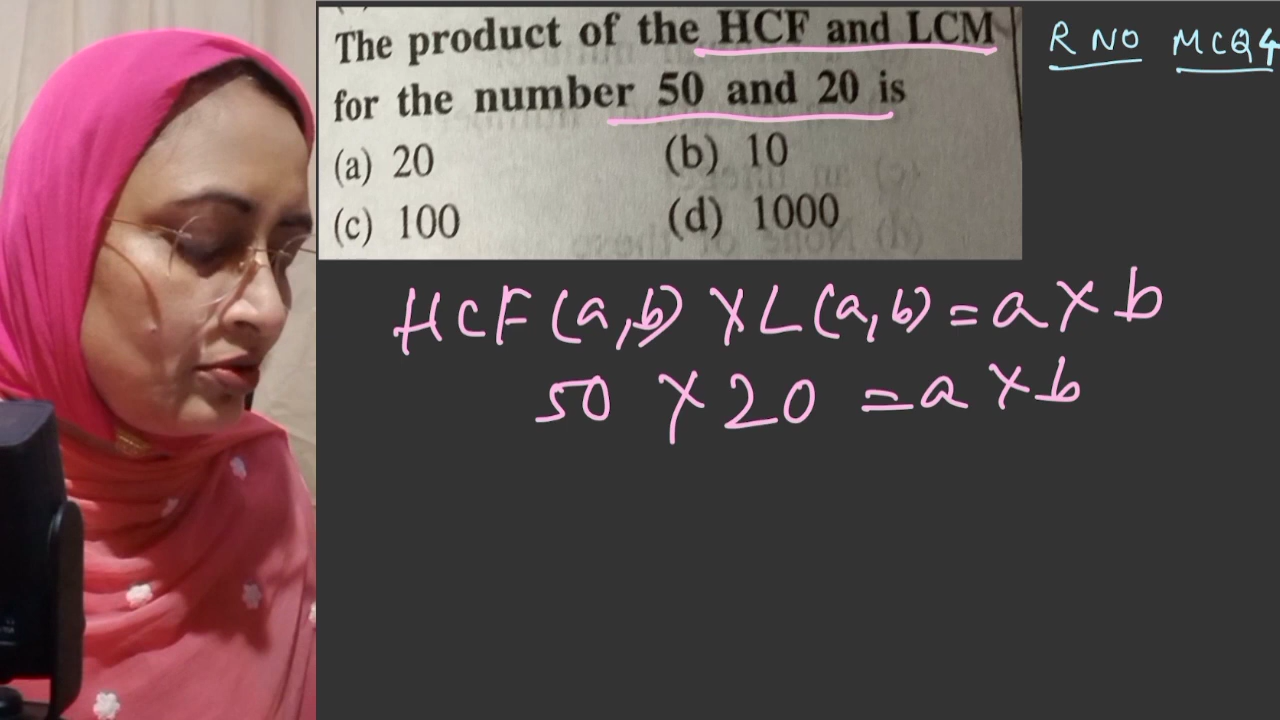 The product of the HCF and LCM
for the number 50 and 20 is
(a) 20 (b) 10
(c) 100 (d) 1000
R NO MCQ4
HCF(a,b) X L(a,b) = a X b
50 X 20 = a X b